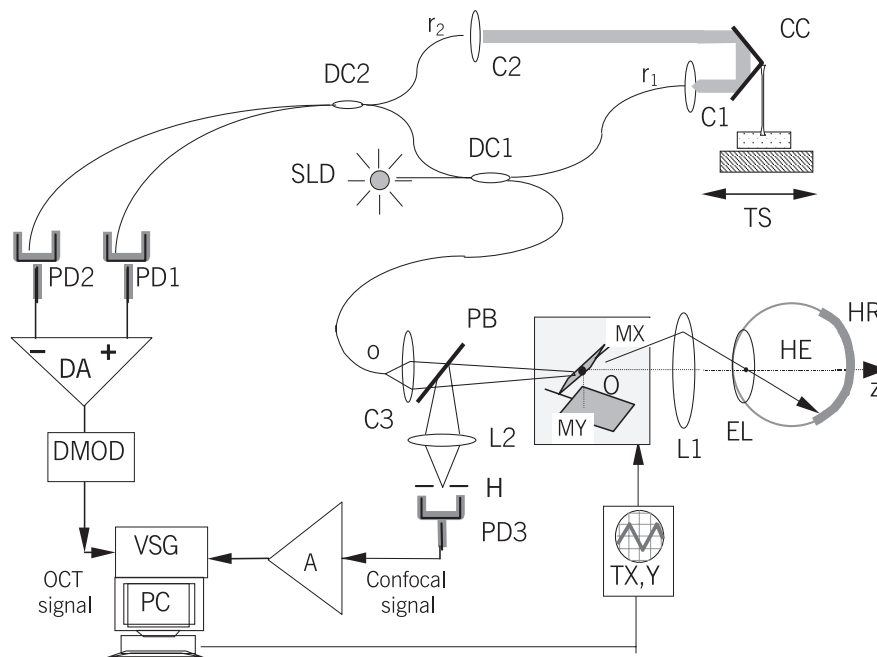 CC
r2
C2
DC2
r1
C1
DC1
SLD
TS
PD2
PD1
PB
MX
HR
HE
O
DA
- +
o
z
C3
MY
EL
L1
L2
DMOD
H
PD3
VSG
A
TX,Y
OCT
signal
PC
Confocal
signal